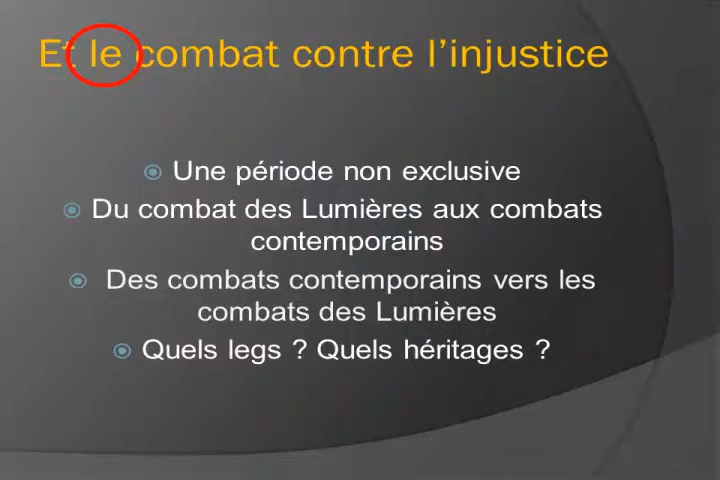 Et le combat contre l'injustice
Une période non exclusive
Du combat des Lumières aux combats
contemporains
Des combats contemporains vers les
combats des Lumières
Quels legs ? Quels héritages ?